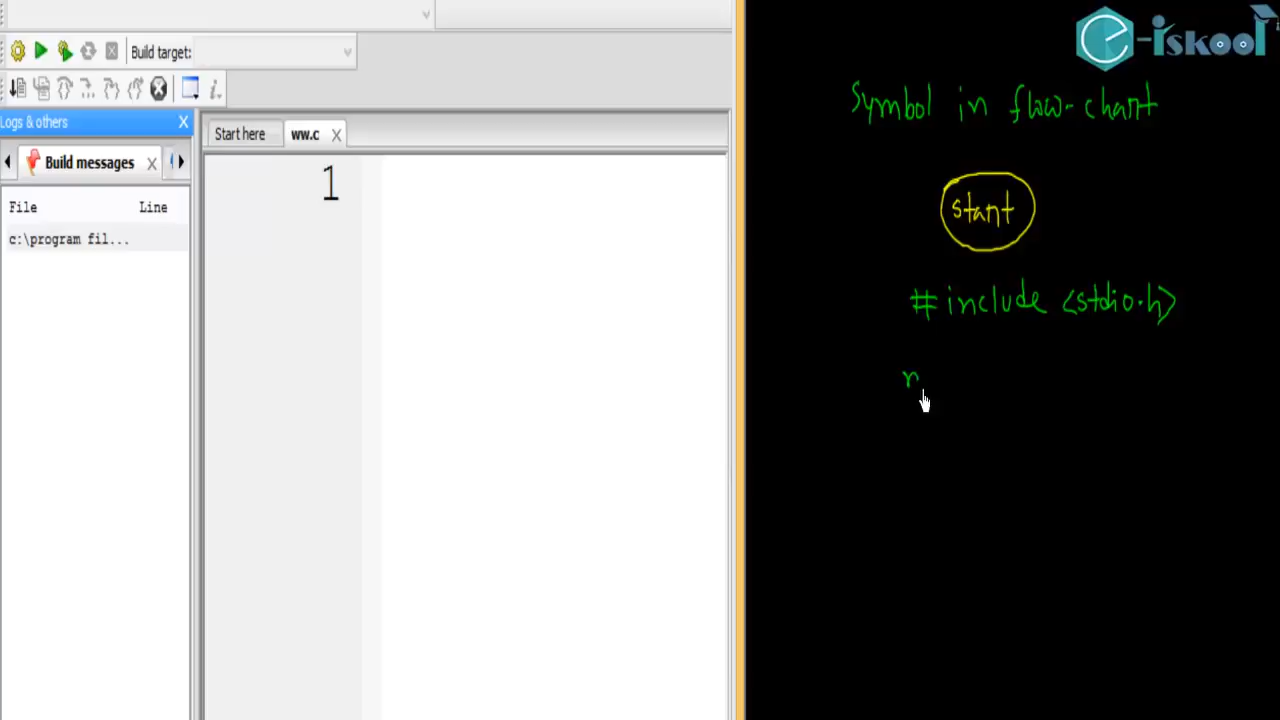 e-iskool
Build target:
Logs & others X
Start here ww.c
Build messages
File Line
c:\program fil...
1
Symbol in flow-chart
start
#include <stdio.h>